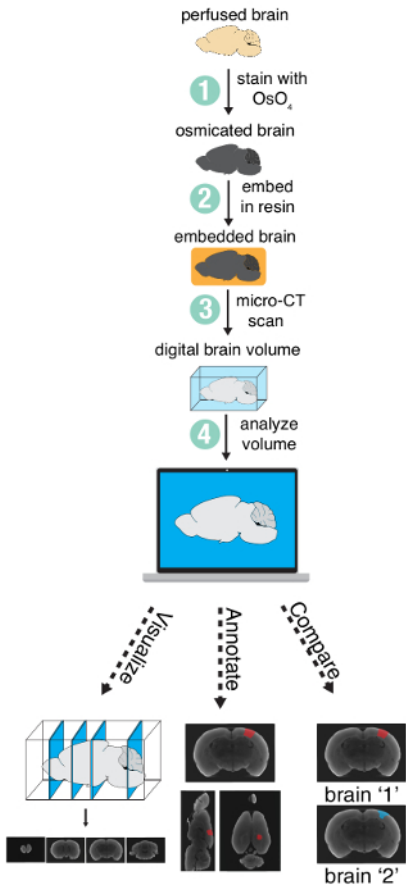 perfused brain
1
stain with
OsO₄
osmicated brain
2
embed
in resin
embedded brain
3
micro-CT
scan
digital brain volume
4
analyze
volume
Visualize
Annotate
Compare
brain ‘1’
brain ‘2’